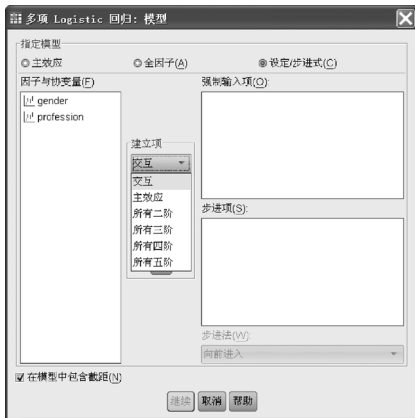 多项 Logistic 回归: 模型
指定模型
主效应 全因子(A) 设定/步进式(C)
因子与协变量(F)
gender
profession
建立项
交互
交互
主效应
所有二阶
所有三阶
所有四阶
所有五阶
强制输入项(O):
步进项(S):
步进法(W):
向前进入
在模型中包含截距(N)
继续 取消 帮助